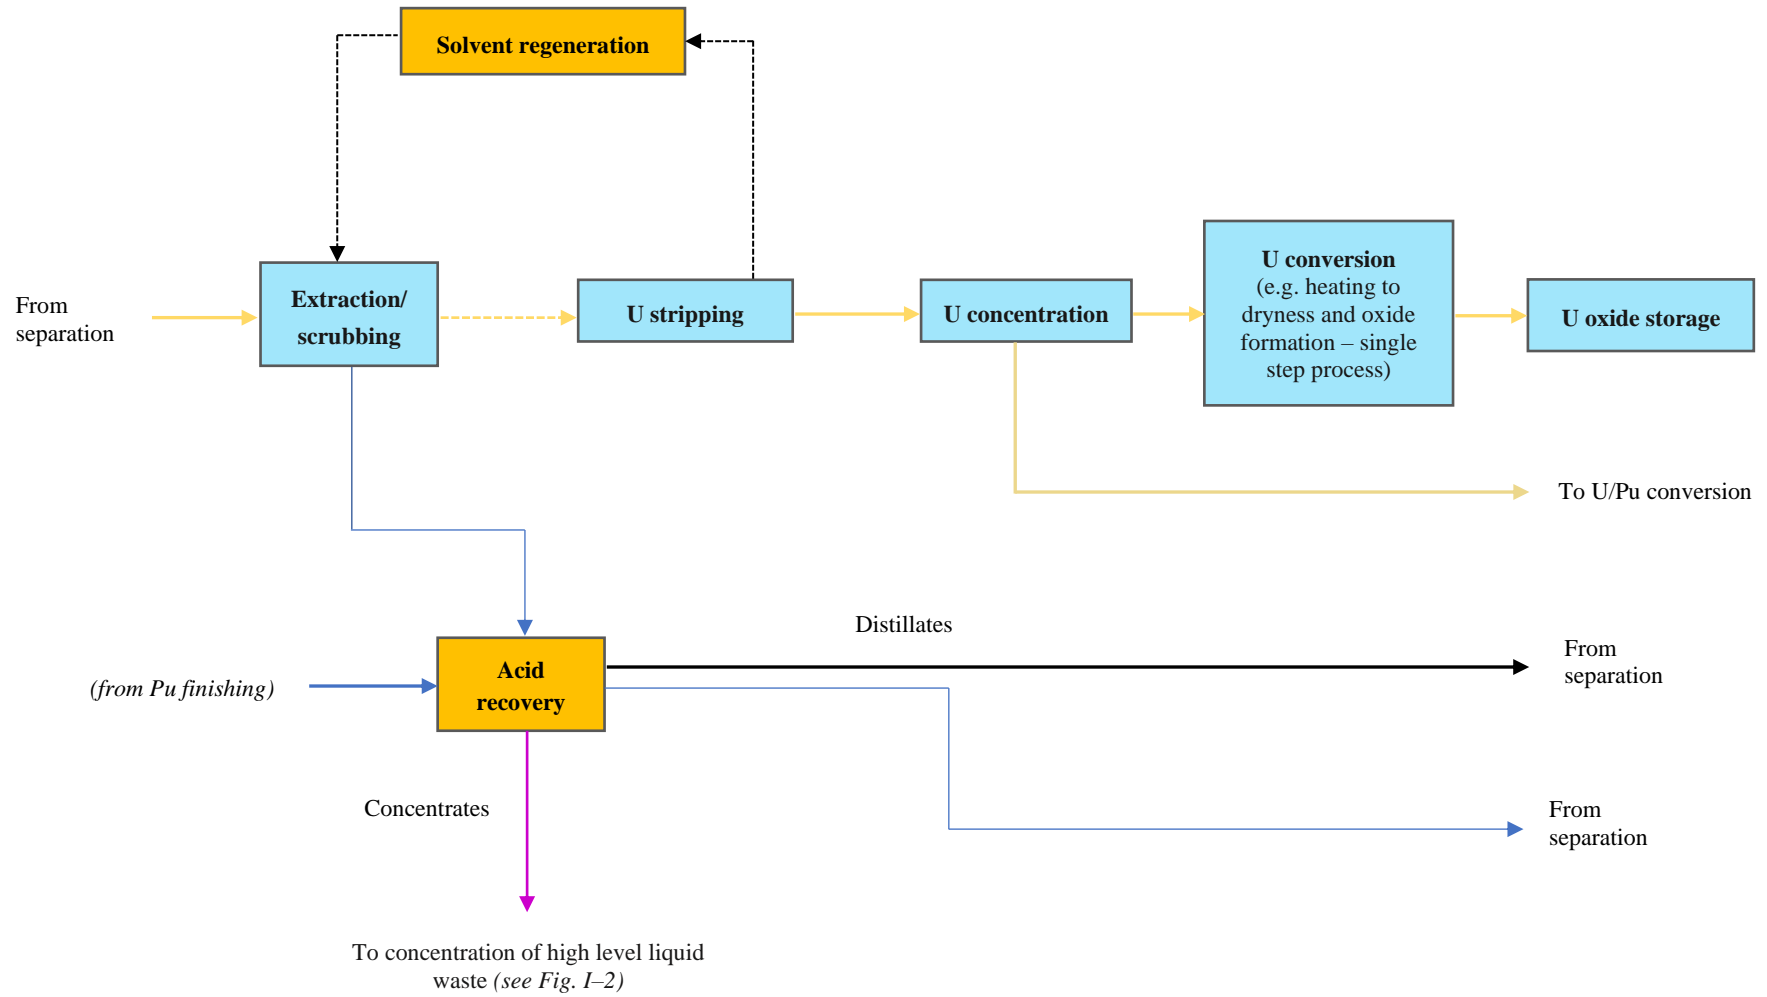 Solvent regeneration
From
separation
Extraction/
scrubbing
U stripping
U concentration
U conversion
(e.g. heating to
dryness and oxide
formation – single
step process)
U oxide storage
To U/Pu conversion
Distillates
From
separation
(from Pu finishing)
Acid
recovery
Concentrates
From
separation
To concentration of high level liquid
waste (see Fig. I–2)